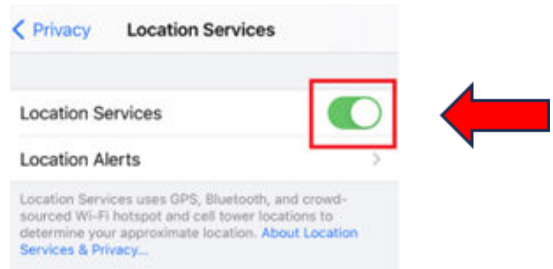 Privacy Location Services
Location Services
Location Alerts
Location Services uses GPS, Bluetooth, and crowd-
sourced Wi-Fi hotspot and cell tower locations to
determine your approximate location. About Location
Services & Privacy...